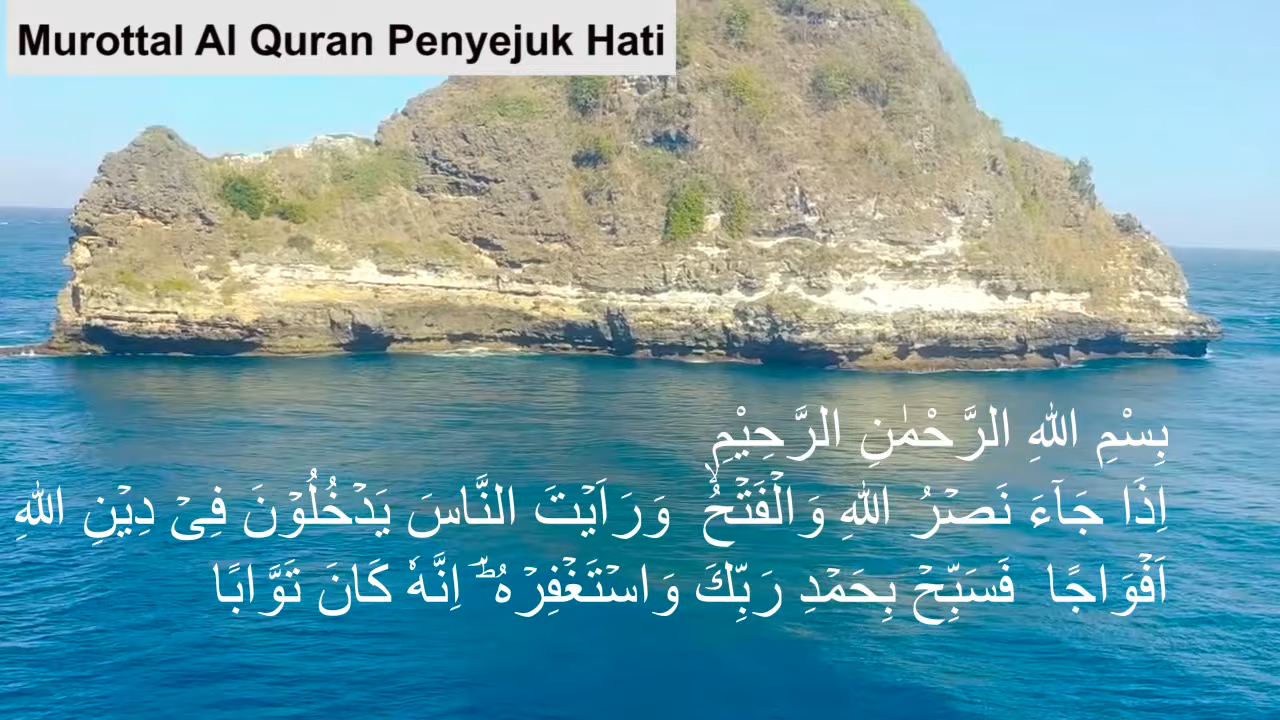 Murottal Al Quran Penyejuk Hati
بِسْمِ اللهِ الرَّحْمٰنِ الرَّحِيْمِ
اِذَا جَآءَ نَصْرُ اللهِ وَالْفَتْحُۙ وَرَاَيْتَ النَّاسَ يَدْخُلُوْنَ فِيْ دِيْنِ اللهِ
اَفْوَاجًا فَسَبِّحْ بِحَمْدِ رَبِّكَ وَاسْتَغْفِرْهُ ؕ اِنَّهٗ كَانَ تَوَّابًا